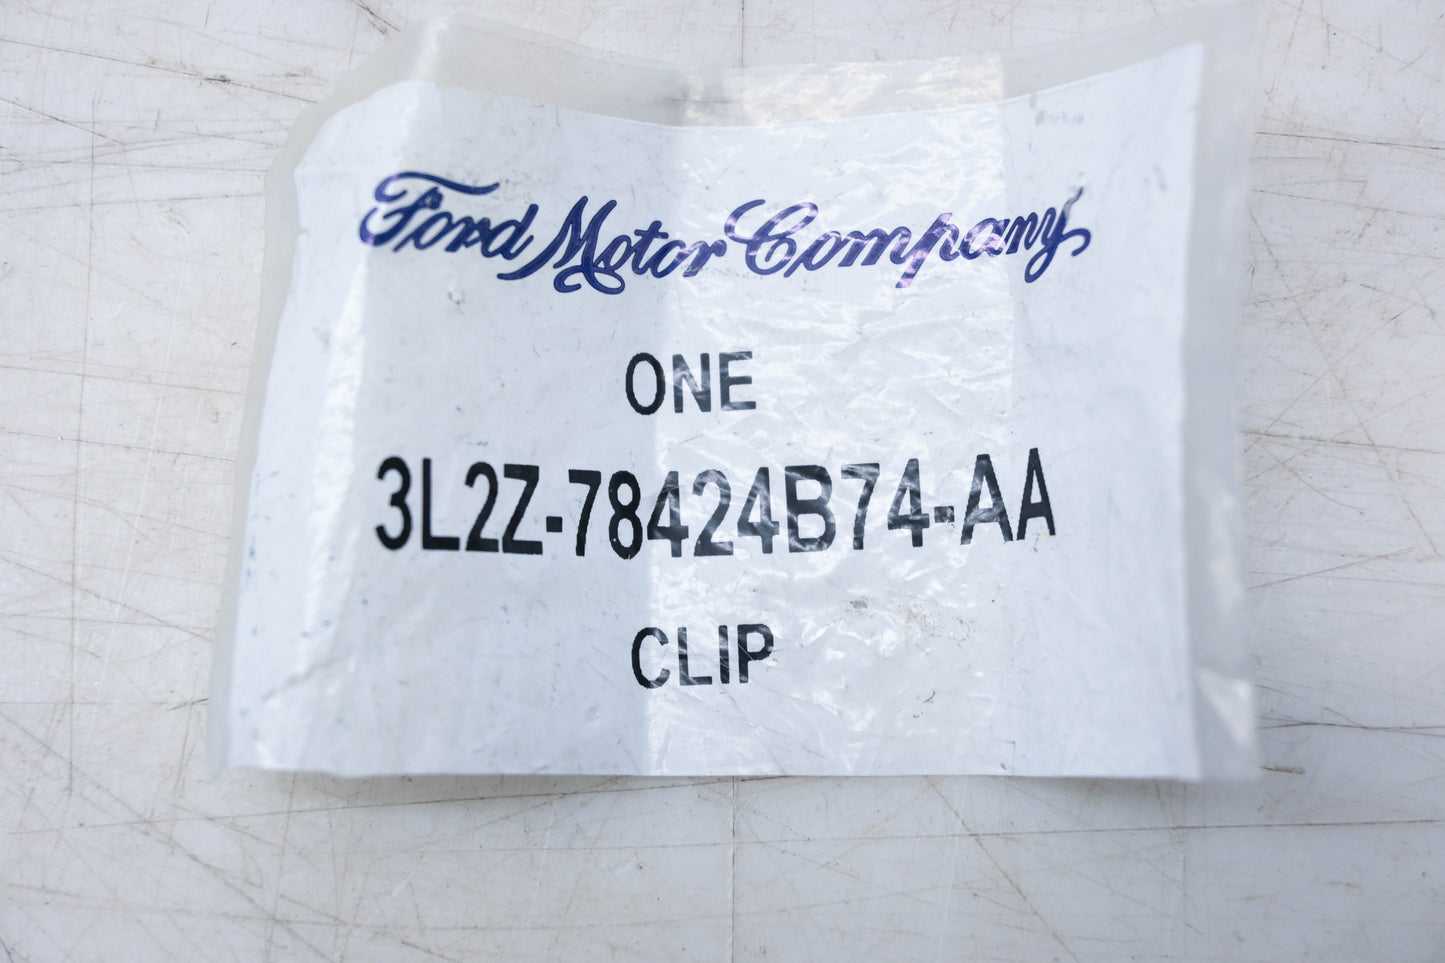 Ford Motor Company
ONE
3L2Z-78424B74-AA
CLIP